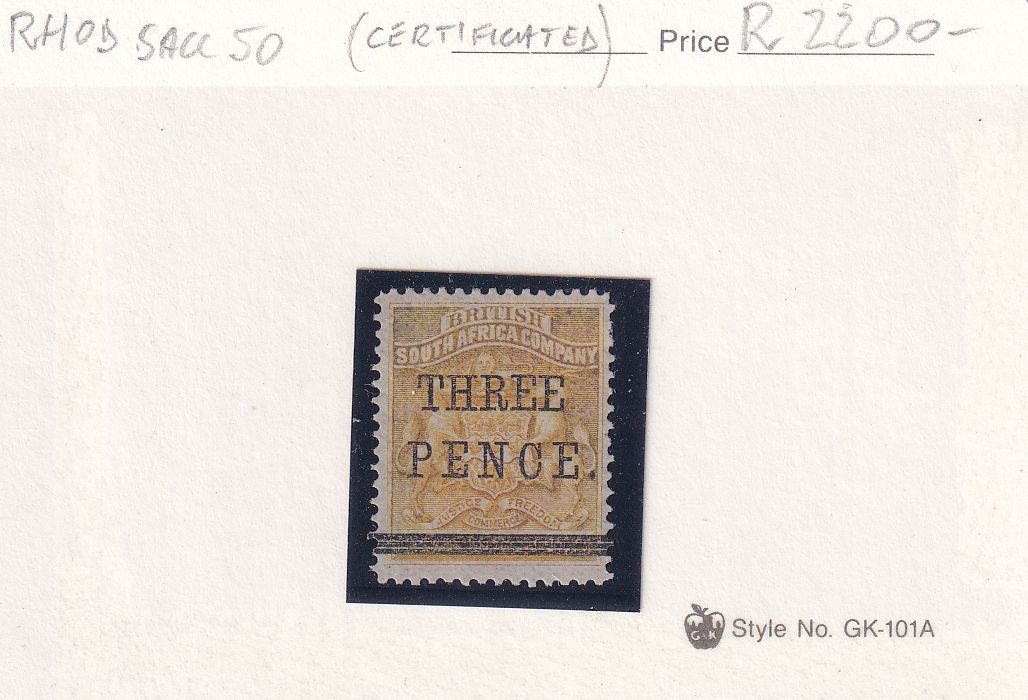 RHOD SACC 50 (CERTIFICATED) Price R 2200-
BRITISH
SOUTH AFRICA COMPANY
THREE
PENCE.
JUSTICE FREEDOM
COMMERCE
G&K Style No. GK-101A